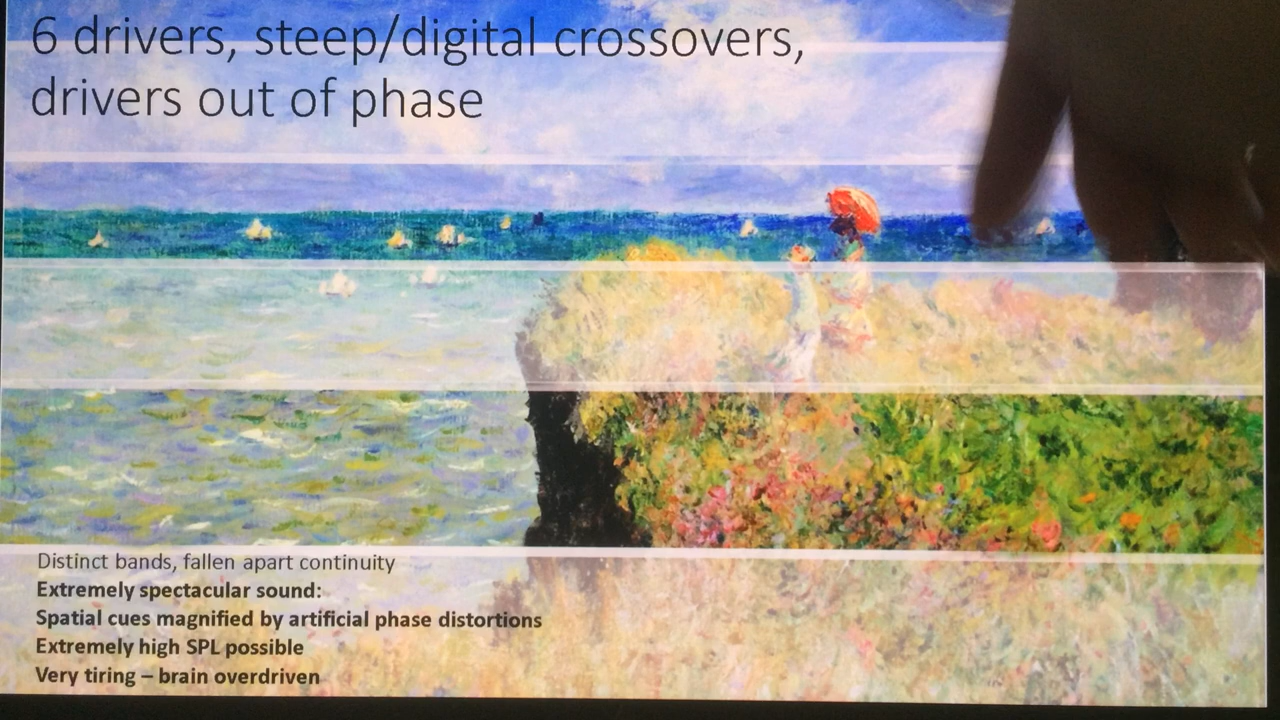 6 drivers, steep/digital crossovers,
drivers out of phase
Distinct bands, fallen apart continuity
Extremely spectacular sound:
Spatial cues magnified by artificial phase distortions
Extremely high SPL possible
Very tiring – brain overdriven